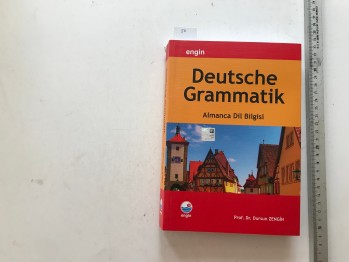 engin
Deutsche
Grammatik
Almanca Dil Bilgisi
engin
Prof. Dr. Dursun ZENGİN